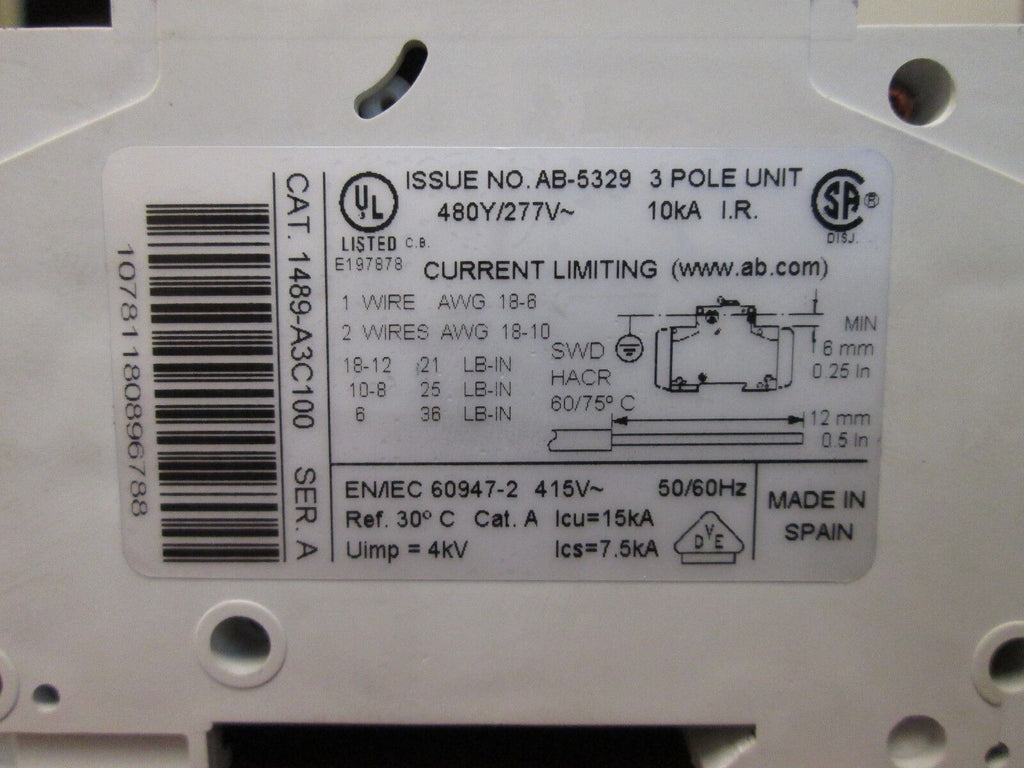 10781180896788
CAT. 1489-A3C100 SER. A
UL
LISTED C.B.
E197878
ISSUE NO. AB-5329 3 POLE UNIT
480Y/277V~ 10kA I.R.
SA ®
DISJ.
CURRENT LIMITING (www.ab.com)
1 WIRE AWG 18-6
2 WIRES AWG 18-10
18-12 21 LB-IN
10-8 25 LB-IN
6 36 LB-IN
SWD
HACR
60/75° C
MIN
6 mm
0.25 In
12 mm
0.5 In
EN/IEC 60947-2 415V~ 50/60Hz
Ref. 30° C Cat. A Icu=15kA
Uimp = 4kV Ics=7.5kA
DVE
MADE IN
SPAIN